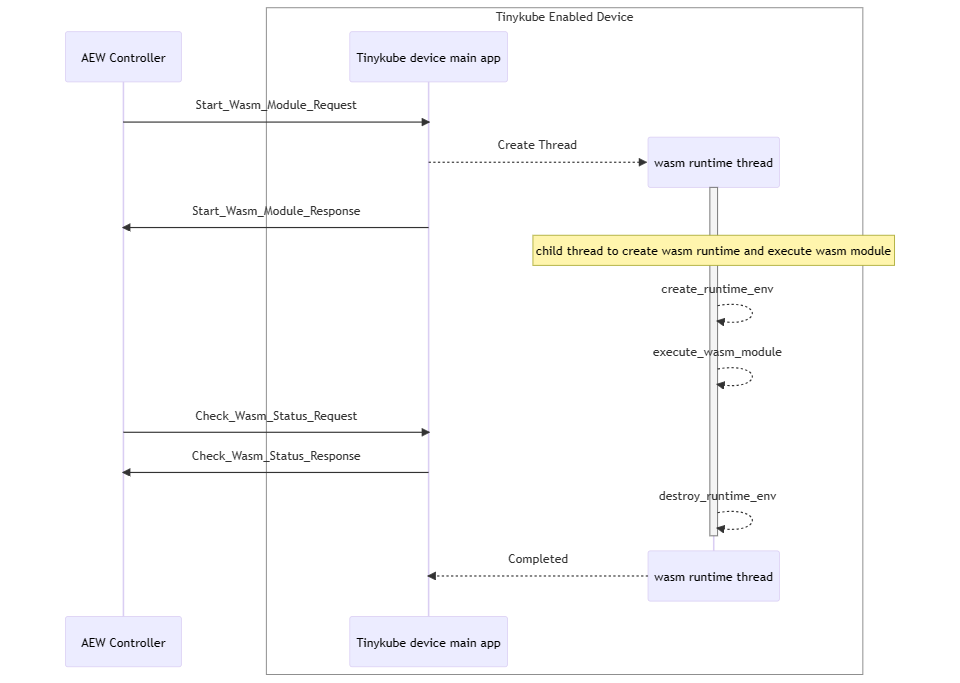 Tinykube Enabled Device
AEW Controller
Tinykube device main app
Start_Wasm_Module_Request
Create Thread
wasm runtime thread
Start_Wasm_Module_Response
child thread to create wasm runtime and execute wasm module
create_runtime_env
execute_wasm_module
Check_Wasm_Status_Request
Check_Wasm_Status_Response
destroy_runtime_env
Completed
wasm runtime thread
AEW Controller
Tinykube device main app